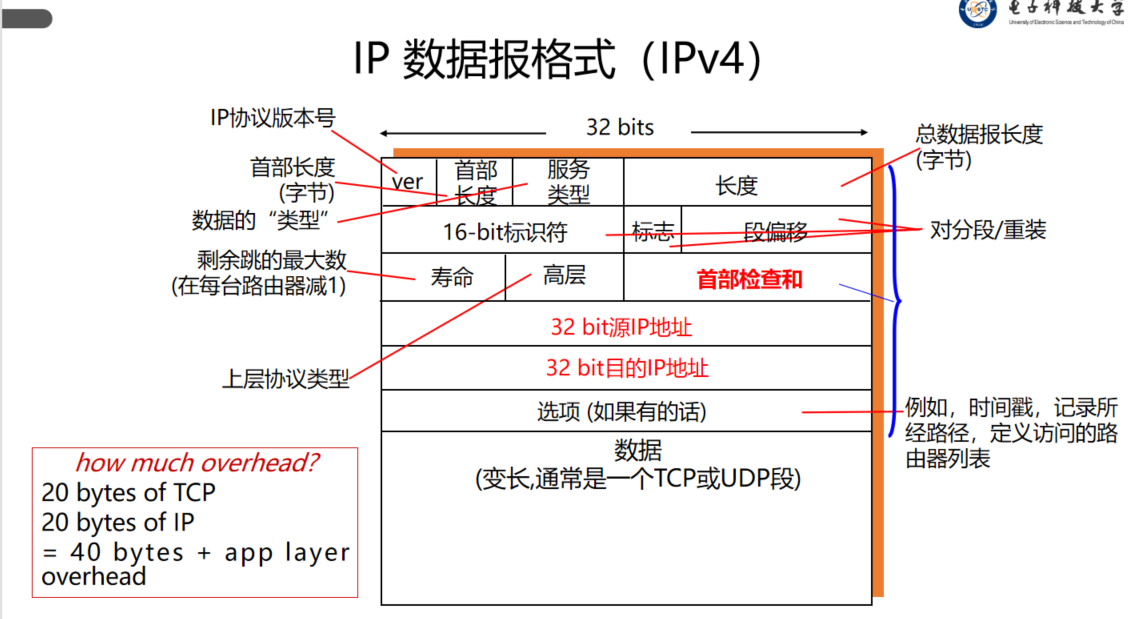 电子科技大学
University of Electronic Science and Technology of China
IP 数据报格式（IPv4）
IP协议版本号
32 bits
总数据报长度
(字节)
首部长度
(字节)
ver
首部
长度
服务
类型
长度
数据的“类型”
16-bit标识符
标志
段偏移
对分段/重装
剩余跳的最大数
(在每台路由器减1)
寿命
高层
首部检查和
32 bit源IP地址
32 bit目的IP地址
上层协议类型
选项 (如果有的话)
例如，时间戳，记录所
经路径，定义访问的路
由器列表
数据
(变长,通常是一个TCP或UDP段)
how much overhead?
20 bytes of TCP
20 bytes of IP
= 40 bytes + app layer
overhead